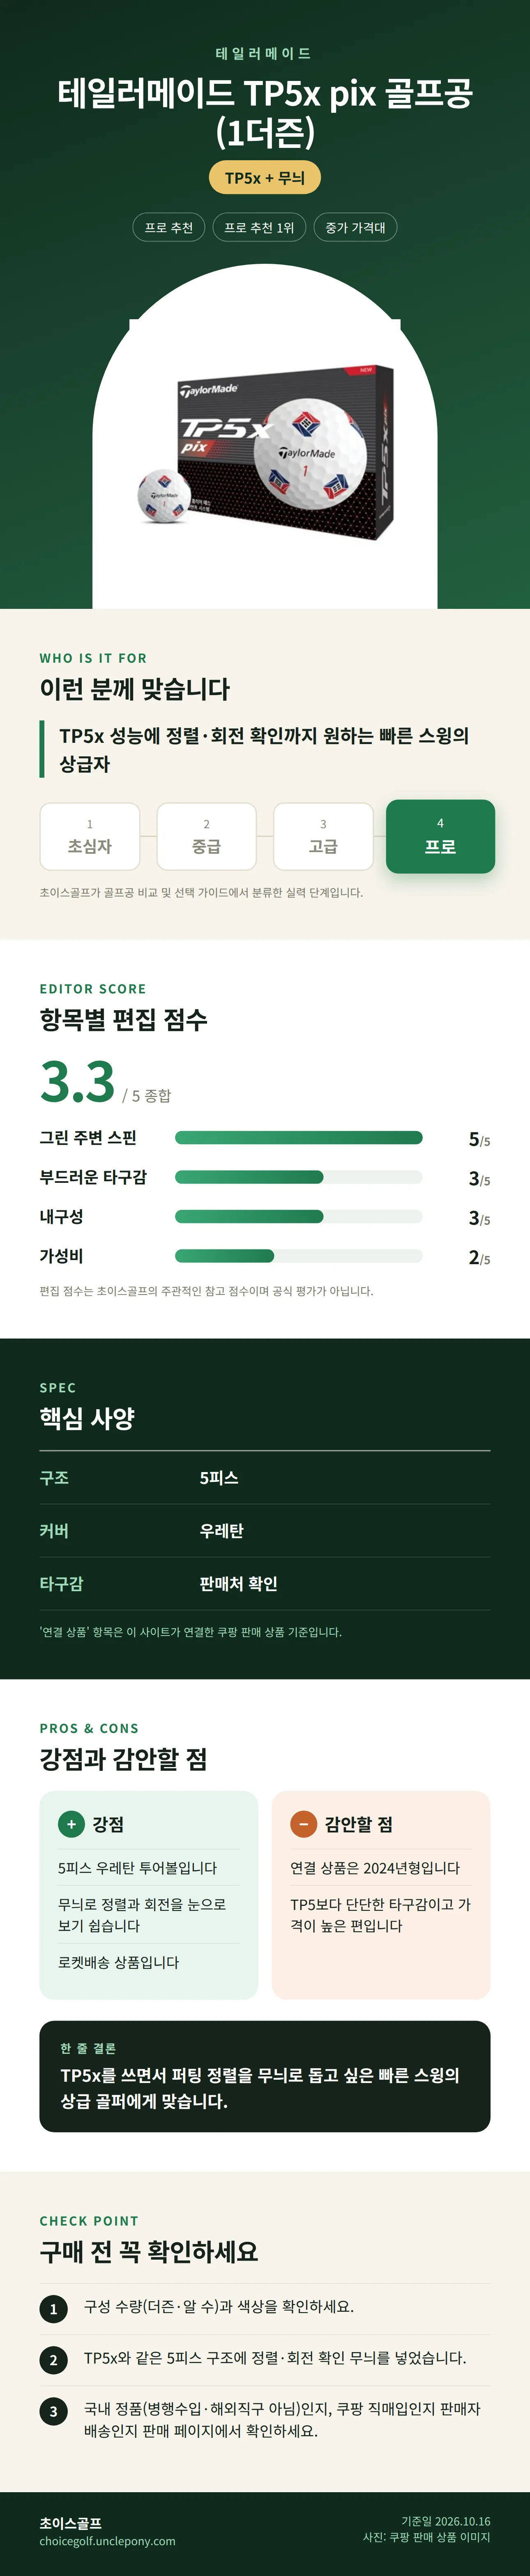 테일러메이드
테일러메이드 TP5x pix 골프공
(1더즌)
TP5x + 무늬
프로 추천
프로 추천 1위
중가 가격대
TaylorMade
NEW
TP5x
pix
TaylorMade
1
TaylorMade
1
TP5x pix
WHO IS IT FOR
이런 분께 맞습니다
TP5x 성능에 정렬·회전 확인까지 원하는 빠른 스윙의
상급자
1
초심자
2
중급
3
고급
4
프로
초이스골프가 골프공 비교 및 선택 가이드에서 분류한 실력 단계입니다.
EDITOR SCORE
항목별 편집 점수
3.3 / 5 종합
그린 주변 스핀 5/5
부드러운 타구감 3/5
내구성 3/5
가성비 2/5
편집 점수는 초이스골프의 주관적인 참고 점수이며 공식 평가가 아닙니다.
SPEC
핵심 사양
구조 5피스
커버 우레탄
타구감 판매처 확인
'연결 상품' 항목은 이 사이트가 연결한 쿠팡 판매 상품 기준입니다.
PROS & CONS
강점과 감안할 점
+ 강점
5피스 우레탄 투어볼입니다
무늬로 정렬과 회전을 눈으로
보기 쉽습니다
로켓배송 상품입니다
− 감안할 점
연결 상품은 2024년형입니다
TP5보다 단단한 타구감이고 가
격이 높은 편입니다
한 줄 결론
TP5x를 쓰면서 퍼팅 정렬을 무늬로 돕고 싶은 빠른 스윙의
상급 골퍼에게 맞습니다.
CHECK POINT
구매 전 꼭 확인하세요
1 구성 수량(더즌·알 수)과 색상을 확인하세요.
2 TP5x와 같은 5피스 구조에 정렬·회전 확인 무늬를 넣었습니다.
3 국내 정품(병행수입·해외직구 아님)인지, 쿠팡 직매입인지 판매자
배송인지 판매 페이지에서 확인하세요.
초이스골프
choicegolf.unclepony.com
기준일 2026.10.16
사진: 쿠팡 판매 상품 이미지